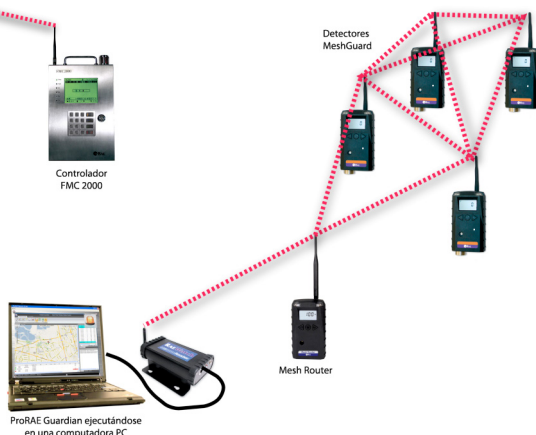 Detectores
MeshGuard
Controlador
FMC 2000
Mesh Router
ProRAE Guardian ejecutándose
en una computadora PC